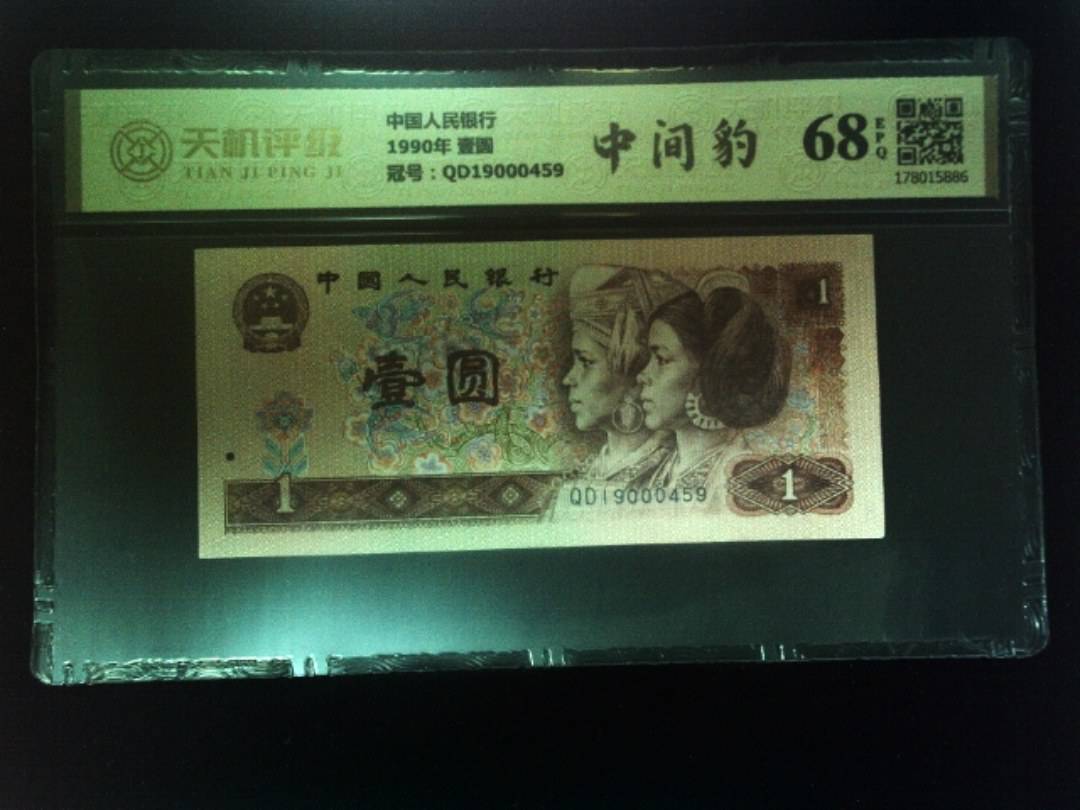 天机评级
TIAN JI PING JI
中国人民银行
1990年 壹圆
冠号：QD19000459
中间豹
68
EPQ
178015886
中國人民银行
1
壹圆
1
QD19000459
1